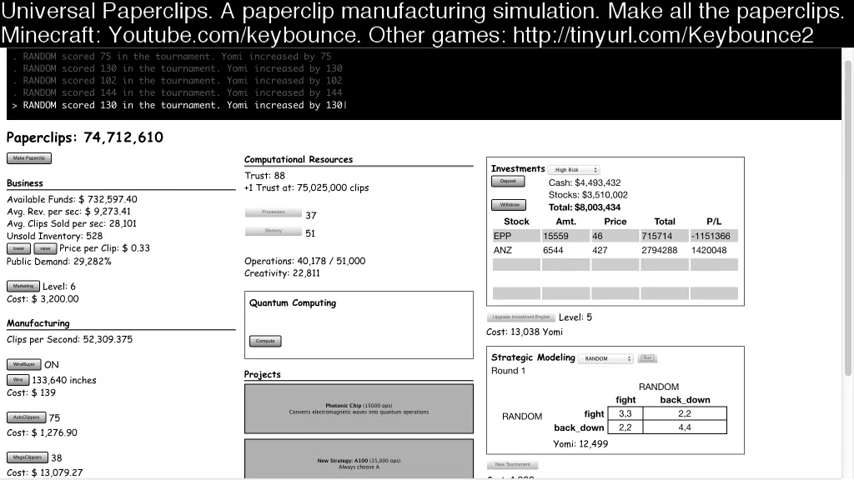 Universal Paperclips. A paperclip manufacturing simulation. Make all the paperclips.
Minecraft: Youtube.com/keybounce. Other games: http://tinyurl.com/Keybounce2
. RANDOM scored 75 in the tournament. Yomi increased by 75
. RANDOM scored 130 in the tournament. Yomi increased by 130
. RANDOM scored 102 in the tournament. Yomi increased by 102
. RANDOM scored 144 in the tournament. Yomi increased by 144
> RANDOM scored 130 in the tournament. Yomi increased by 130
Paperclips: 74,712,610
Make Paperclip
Business
Available Funds: $ 732,597.40
Avg. Rev. per sec: $ 9,273.41
Avg. Clips Sold per sec: 28,101
Unsold Inventory: 528
lower raise Price per Clip: $ 0.33
Public Demand: 29,282%
Marketing Level: 6
Cost: $ 3,200.00
Manufacturing
Clips per Second: 52,309.375
WireBuyer ON
Wire 133,640 inches
Cost: $ 139
AutoClippers 75
Cost: $ 1,276.90
MegaClippers 38
Cost: $ 13,079.27
Computational Resources
Trust: 88
+1 Trust at: 75,025,000 clips
Processors 37
Memory 51
Operations: 40,178 / 51,000
Creativity: 22,811
Quantum Computing
Compute
Projects
Photonic Chip (15000 ops)
Converts electromagnetic waves into quantum operations
New Strategy: A100 (15,000 ops)
Always choose A
Investments High Risk
Deposit Cash: $4,493,432
Stocks: $3,510,002
Withdraw Total: $8,003,434
Stock Amt. Price Total P/L
EPP 15559 46 715714 -1151366
ANZ 6544 427 2794288 1420048
Upgrade Investment Engine Level: 5
Cost: 13,038 Yomi
Strategic Modeling RANDOM Run
Round 1
RANDOM
fight back_down
RANDOM fight 3,3 2,2
back_down 2,2 4,4
Yomi: 12,499
New Tournament